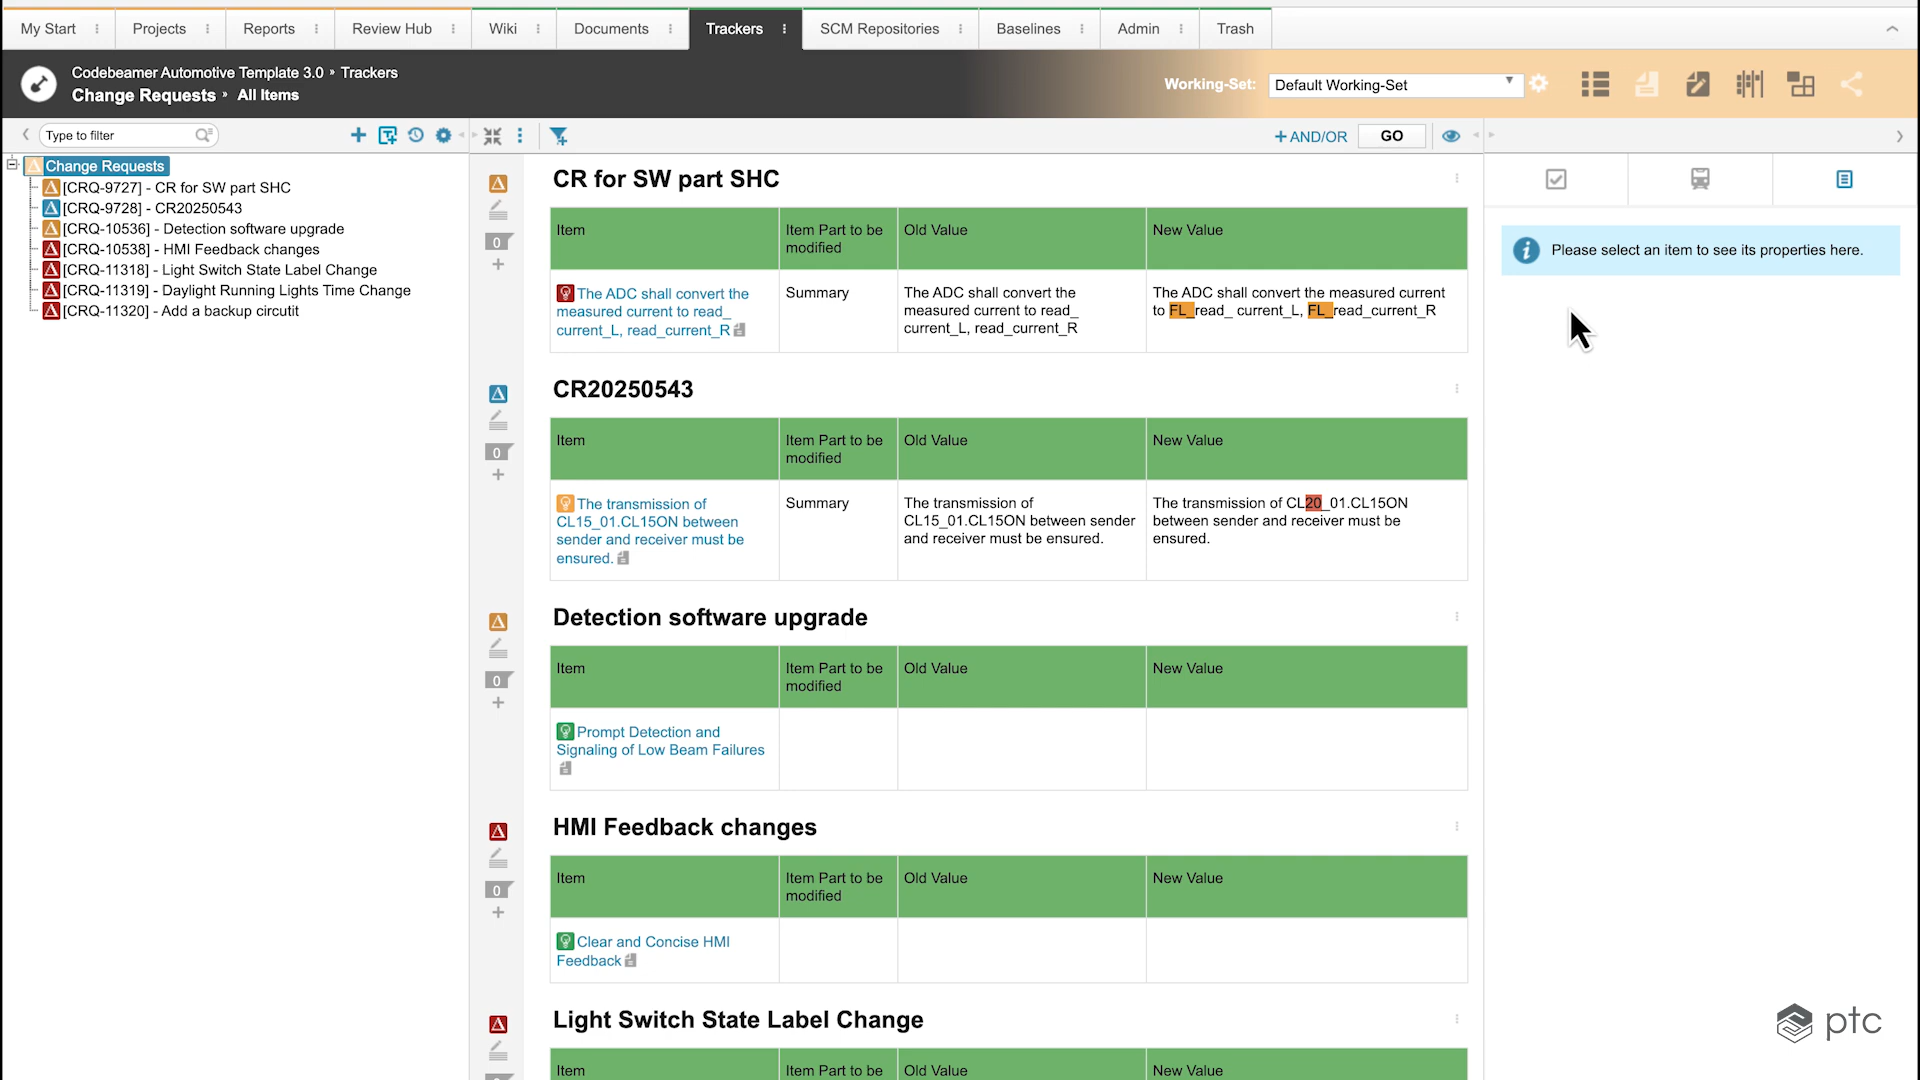 My Start
Projects
Reports
Review Hub
Wiki
Documents
Trackers
SCM Repositories
Baselines
Admin
Trash
Codebeamer Automotive Template 3.0 » Trackers
Change Requests » All Items
Working-Set:
Default Working-Set
Type to filter
+AND/OR
GO
Change Requests
[CRQ-9727] - CR for SW part SHC
[CRQ-9728] - CR20250543
[CRQ-10536] - Detection software upgrade
[CRQ-10538] - HMI Feedback changes
[CRQ-11318] - Light Switch State Label Change
[CRQ-11319] - Daylight Running Lights Time Change
[CRQ-11320] - Add a backup circutit
CR for SW part SHC
0
Item
Item Part to be
modified
Old Value
New Value
The ADC shall convert the
measured current to read_
current_L, read_current_R
Summary
The ADC shall convert the
measured current to read_
current_L, read_current_R
The ADC shall convert the measured current
to FL_read_ current_L, FL_read_current_R
CR20250543
0
Item
Item Part to be
modified
Old Value
New Value
The transmission of
CL15_01.CL15ON between
sender and receiver must be
ensured.
Summary
The transmission of
CL15_01.CL15ON between sender
and receiver must be ensured.
The transmission of CL20_01.CL15ON
between sender and receiver must be
ensured.
Detection software upgrade
0
Item
Item Part to be
modified
Old Value
New Value
Prompt Detection and
Signaling of Low Beam Failures
HMI Feedback changes
0
Item
Item Part to be
modified
Old Value
New Value
Clear and Concise HMI
Feedback
Light Switch State Label Change
Item
Item Part to be
Old Value
New Value
Please select an item to see its properties here.
ptc